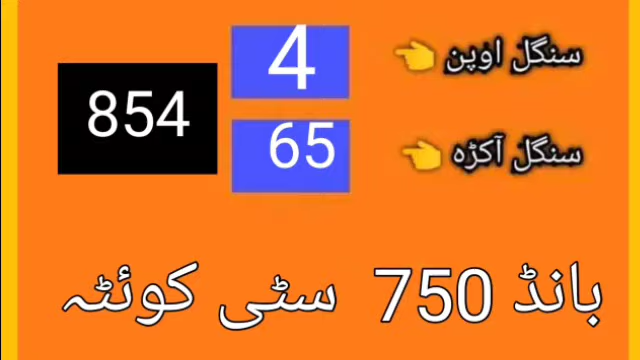 سنگل اوپن 👈 4
854
سنگل آکڑہ 👈 65
بانڈ 750 سٹی کوئٹہ